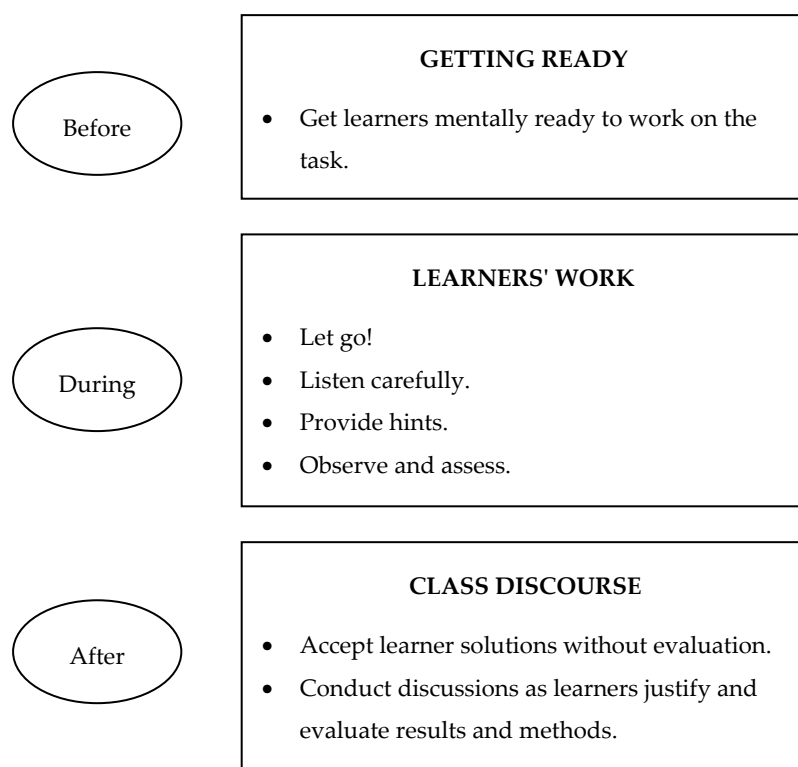 Before
GETTING READY
• Get learners mentally ready to work on the
task.
During
LEARNERS' WORK
• Let go!
• Listen carefully.
• Provide hints.
• Observe and assess.
After
CLASS DISCOURSE
• Accept learner solutions without evaluation.
• Conduct discussions as learners justify and
evaluate results and methods.